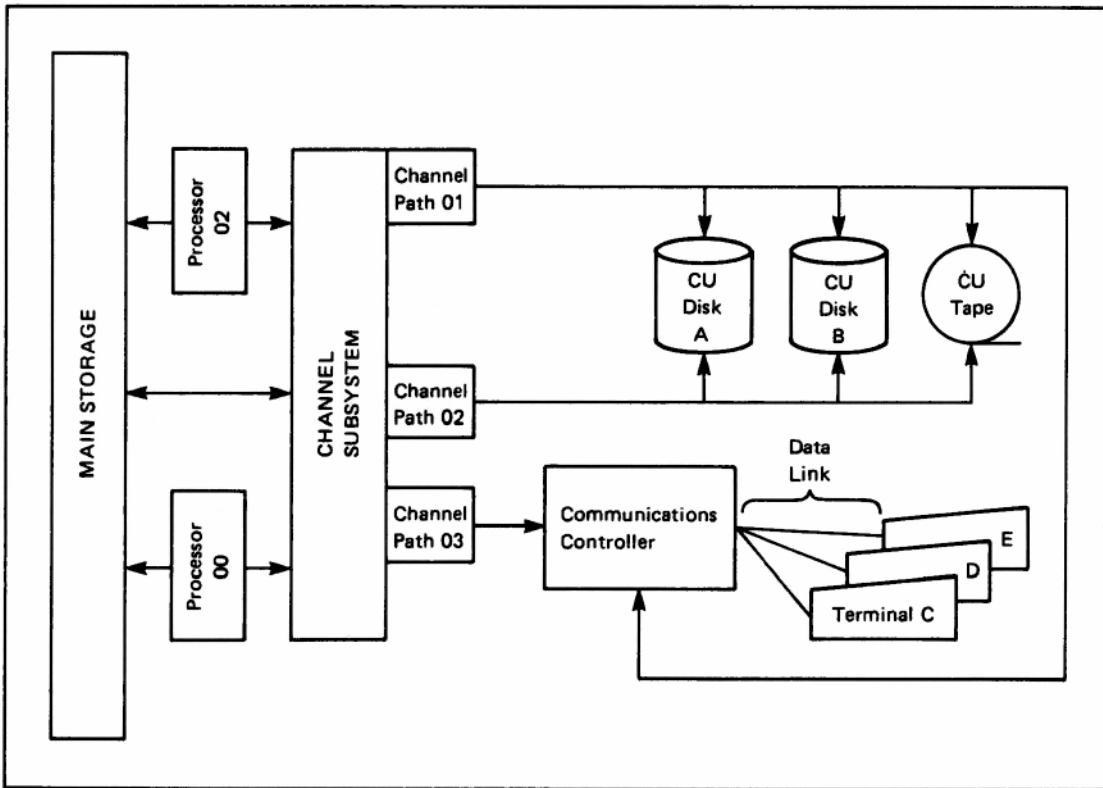 MAIN STORAGE
Processor
02
Processor
00
CHANNEL
SUBSYSTEM
Channel
Path 01
Channel
Path 02
Channel
Path 03
CU
Disk
A
CU
Disk
B
CU
Tape
Communications
Controller
Data
Link
E
D
Terminal C